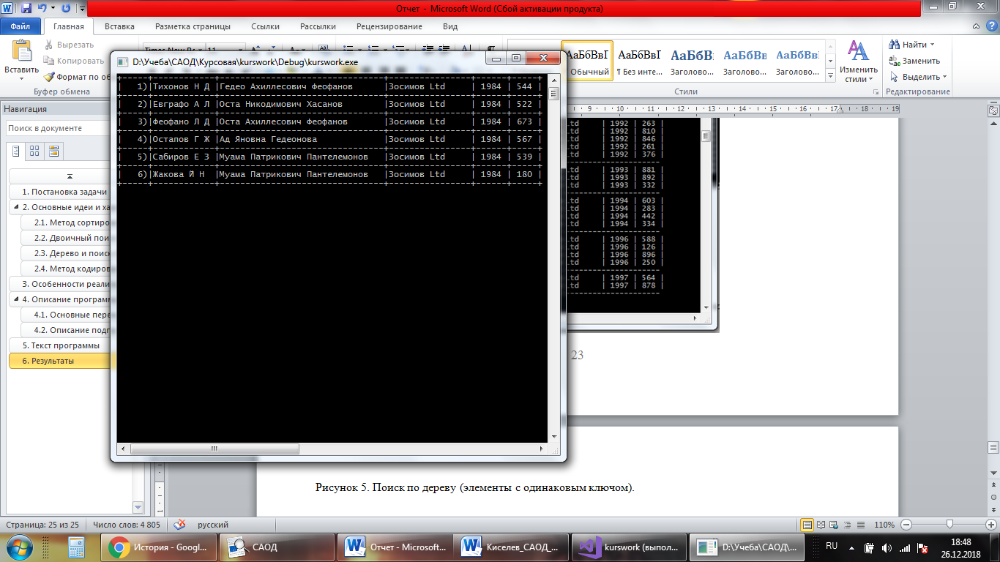 Отчет - Microsoft Word (Сбой активации продукта)
Файл Главная Вставка Разметка страницы Ссылки Рассылки Рецензирование Вид
Вставить
Вырезать
Копировать
Формат по об
Буфер обмена
АаБбВвГ АаБбВвГ АаБбВ АаБбВв АаБбВв
Обычный ¶ Без инте... Заголово... Заголово... Заголово...
Изменить стили
Стили
Найти
Заменить
Выделить
Редактирование
D:\Учеба\САОД\Курсовая\kurswork\Debug\kurswork.exe
| 1)|Тихонов Н Д |Гедео Ахиллесович Феофанов |Зосимов Ltd | 1984 | 544 |
| 2)|Евграфо А Л |Оста Никодимович Хасанов |Зосимов Ltd | 1984 | 522 |
| 3)|Феофано Л Д |Оста Ахиллесович Феофанов |Зосимов Ltd | 1984 | 673 |
| 4)|Остапов Г Ж |Ад Яновна Гедеонова |Зосимов Ltd | 1984 | 567 |
| 5)|Сабиров Е З |Муама Патрикович Пантелемонов |Зосимов Ltd | 1984 | 539 |
| 6)|Жакова Й Н |Муама Патрикович Пантелемонов |Зосимов Ltd | 1984 | 180 |
Навигация
Поиск в документе
1. Постановка задачи
2. Основные идеи и ха
2.1. Метод сортиро
2.2. Двоичный пои
2.3. Дерево и поиск
2.4. Метод кодиров
3. Особенности реали
4. Описание программ
4.1. Основные пере
4.2. Описание подп
5. Текст программы
6. Результаты
9 10 11 12 13 14 15 16 17 18 19
td | 1992 | 263 |
td | 1992 | 810 |
td | 1992 | 846 |
td | 1992 | 261 |
td | 1992 | 376 |
td | 1993 | 881 |
td | 1993 | 892 |
td | 1993 | 332 |
td | 1994 | 603 |
td | 1994 | 283 |
td | 1994 | 442 |
td | 1994 | 334 |
td | 1996 | 588 |
td | 1996 | 126 |
td | 1996 | 896 |
td | 1996 | 250 |
td | 1997 | 564 |
td | 1997 | 878 |
23
Рисунок 5. Поиск по дереву (элементы с одинаковым ключом).
Страница: 25 из 25 Число слов: 4 805 русский 110%
История - Googl... САОД Отчет - Microsoft... Киселев_САОД_... kurswork (выпол... D:\Учеба\САОД\... RU 18:48
26.12.2018